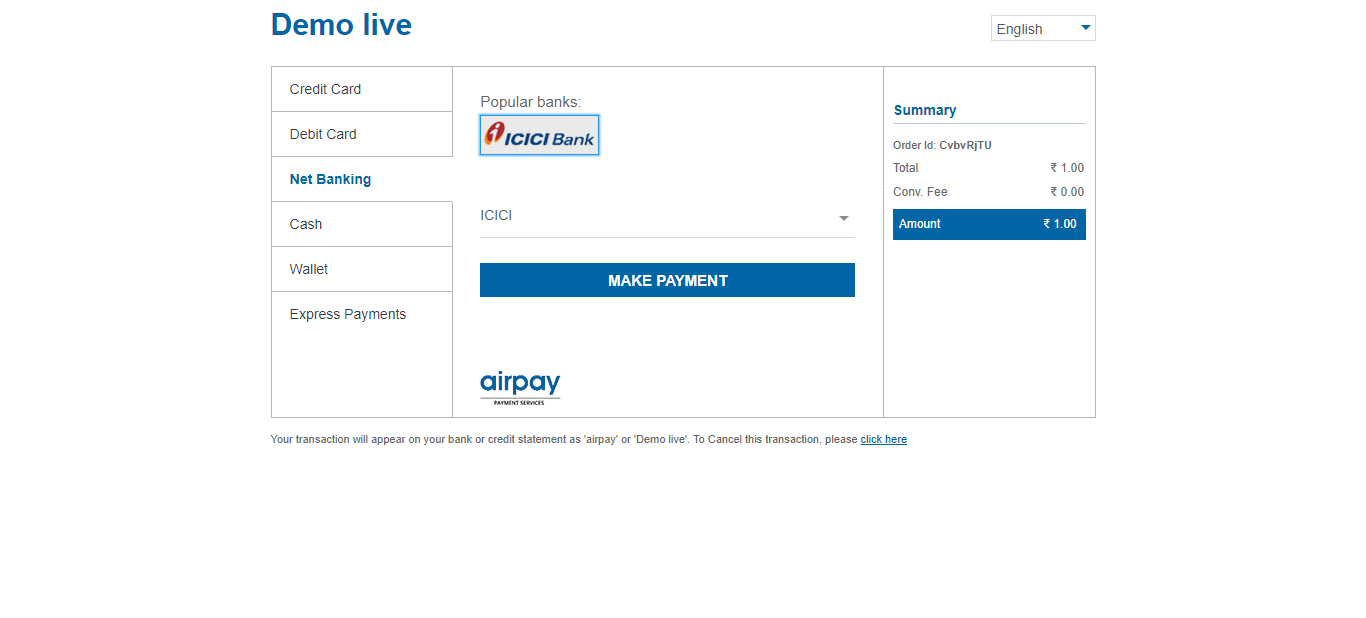 Demo live
English
Credit Card
Debit Card
Net Banking
Cash
Wallet
Express Payments
Popular banks:
ICICI Bank
ICICI
MAKE PAYMENT
airpay
PAYMENT SERVICES
Summary
Order Id: CvbvRjTU
Total ₹ 1.00
Conv. Fee ₹ 0.00
Amount ₹ 1.00
Your transaction will appear on your bank or credit statement as 'airpay' or 'Demo live'. To Cancel this transaction, please click here